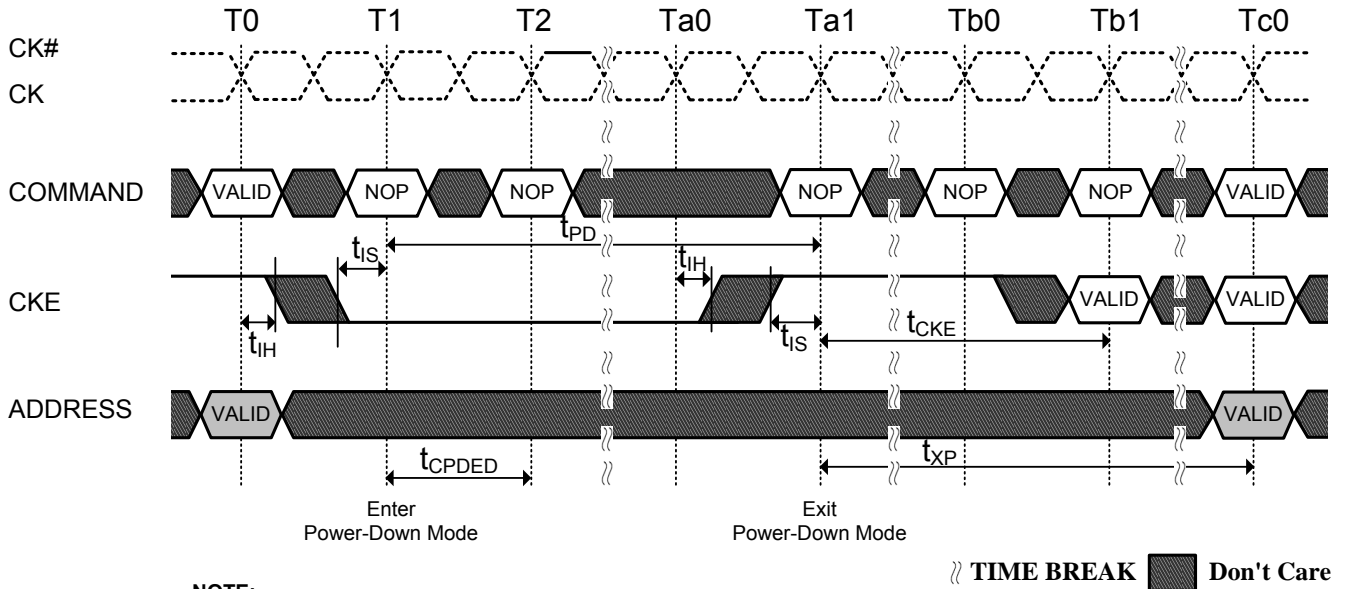 T0 T1 T2 Ta0 Ta1 Tb0 Tb1 Tc0
CK#
CK
COMMAND VALID NOP NOP NOP NOP NOP VALID
tPD
tIS tIH
CKE VALID VALID
tIH tIS tCKE
ADDRESS VALID VALID
tCPDED tXP
Enter Power-Down Mode
Exit Power-Down Mode
TIME BREAK Don't Care
NOTE: